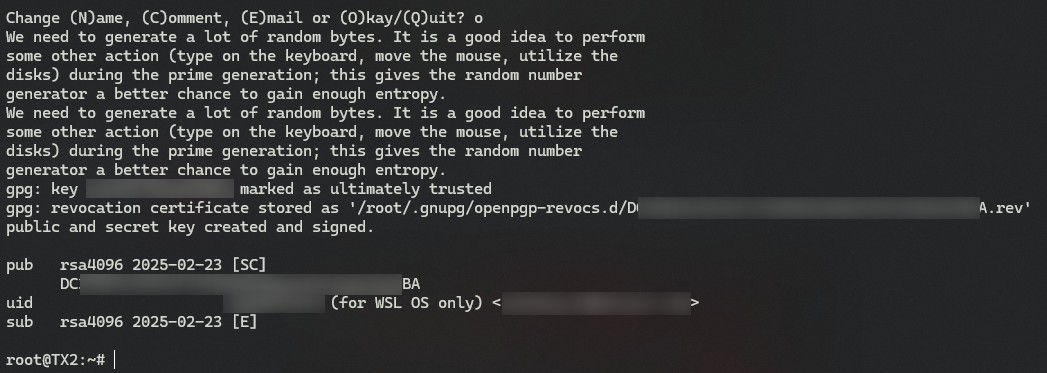 Change (N)ame, (C)omment, (E)mail or (O)kay/(Q)uit? o
We need to generate a lot of random bytes. It is a good idea to perform
some other action (type on the keyboard, move the mouse, utilize the
disks) during the prime generation; this gives the random number
generator a better chance to gain enough entropy.
We need to generate a lot of random bytes. It is a good idea to perform
some other action (type on the keyboard, move the mouse, utilize the
disks) during the prime generation; this gives the random number
generator a better chance to gain enough entropy.
gpg: key marked as ultimately trusted
gpg: revocation certificate stored as '/root/.gnupg/openpgp-revocs.d/D A.rev'
public and secret key created and signed.
pub rsa4096 2025-02-23 [SC]
DC BA
uid (for WSL OS only) < >
sub rsa4096 2025-02-23 [E]
root@TX2:~#